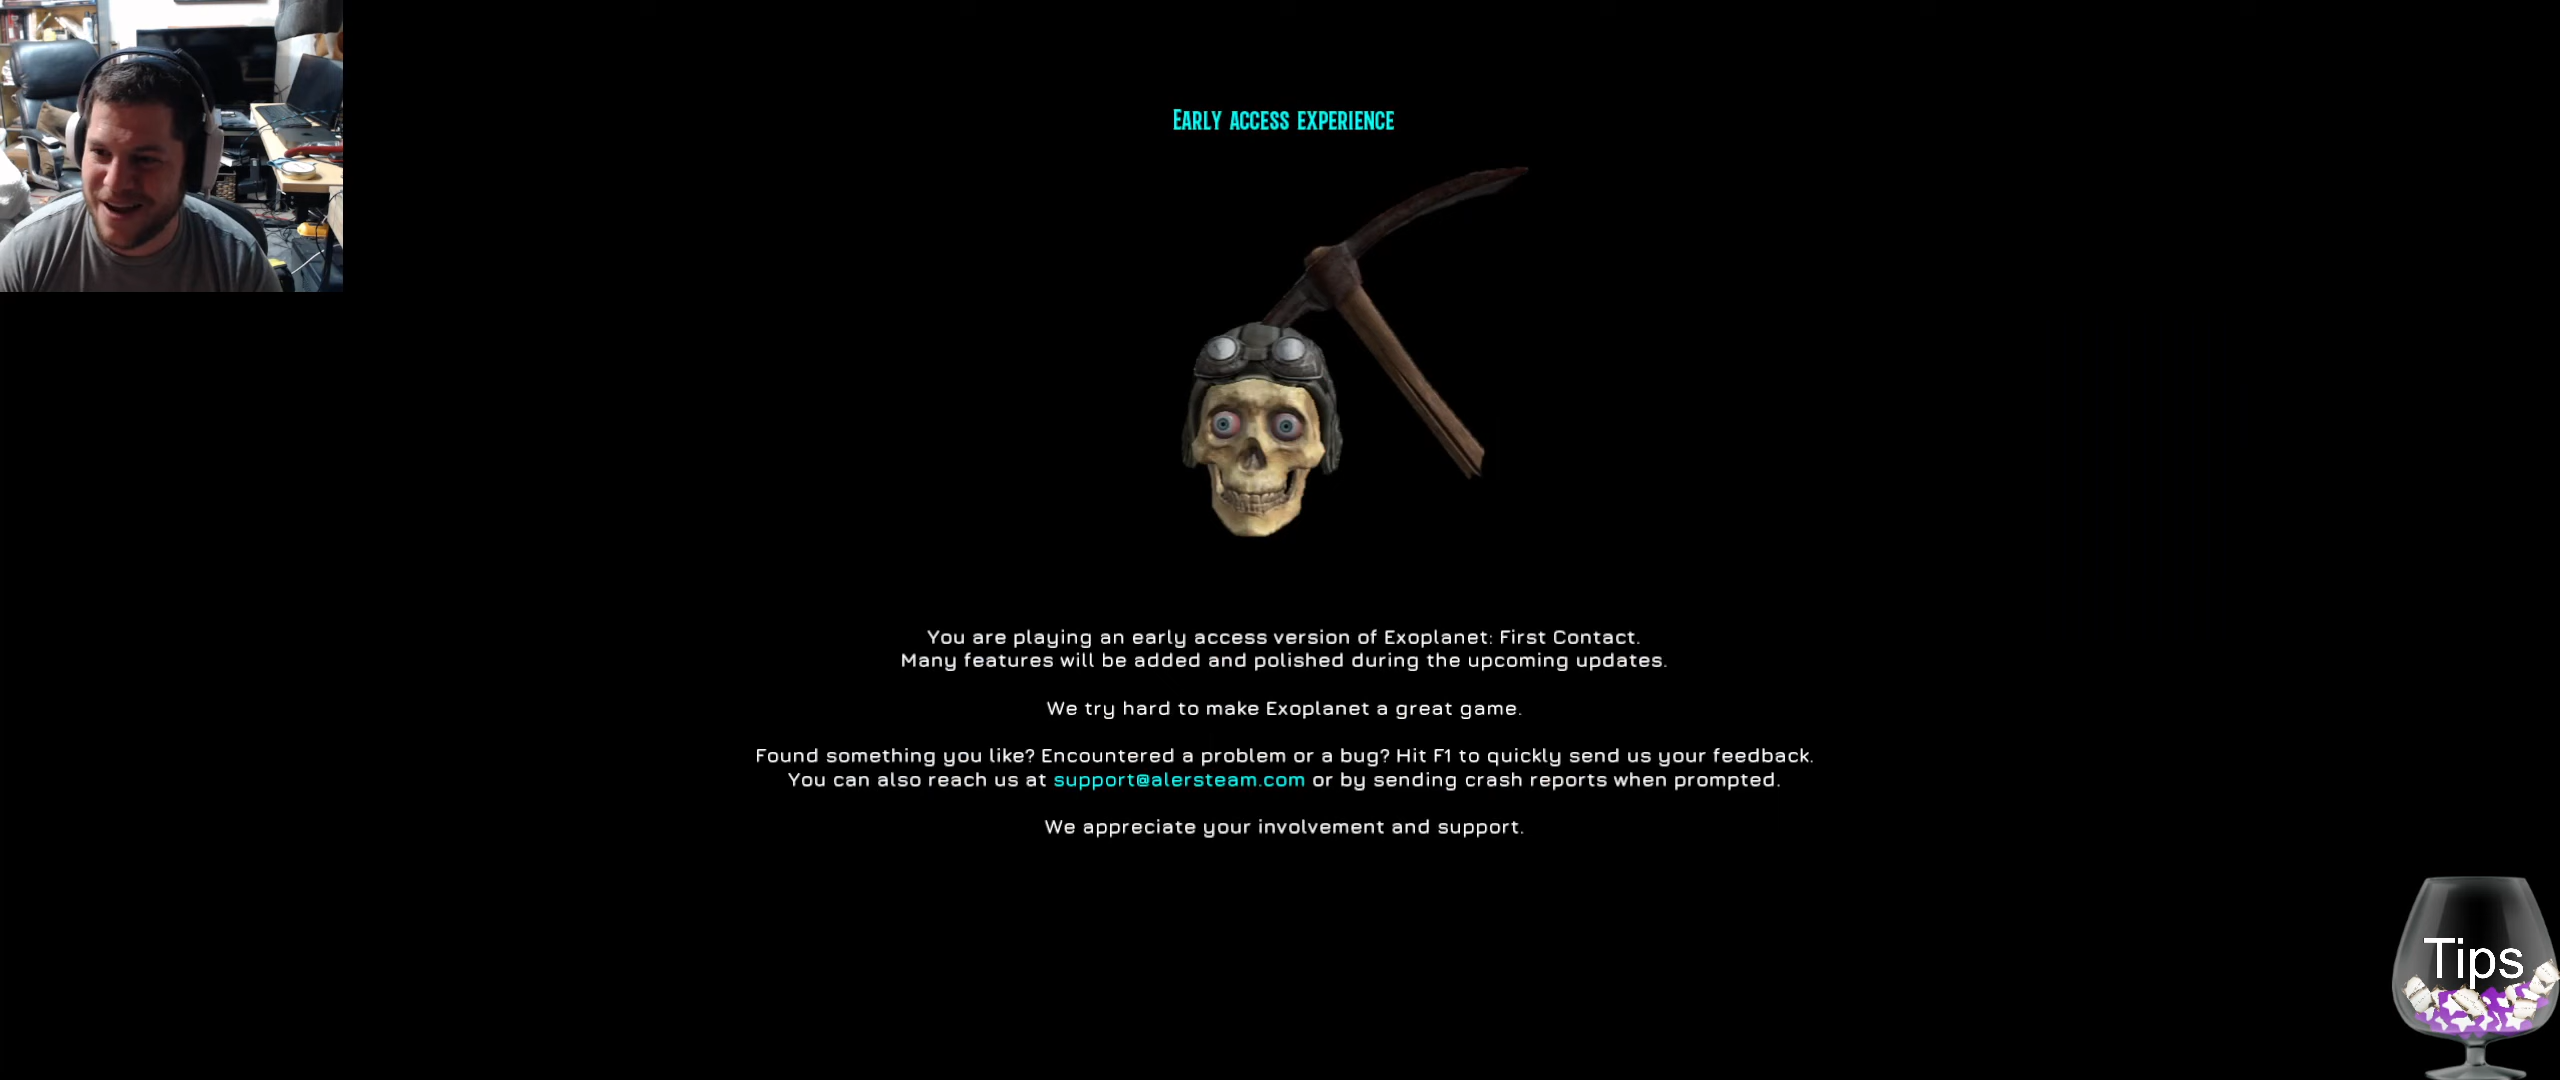 Early access experience
You are playing an early access version of Exoplanet: First Contact.
Many features will be added and polished during the upcoming updates.
We try hard to make Exoplanet a great game.
Found something you like? Encountered a problem or a bug? Hit F1 to quickly send us your feedback.
You can also reach us at support@alersteam.com or by sending crash reports when prompted.
We appreciate your involvement and support.
Tips